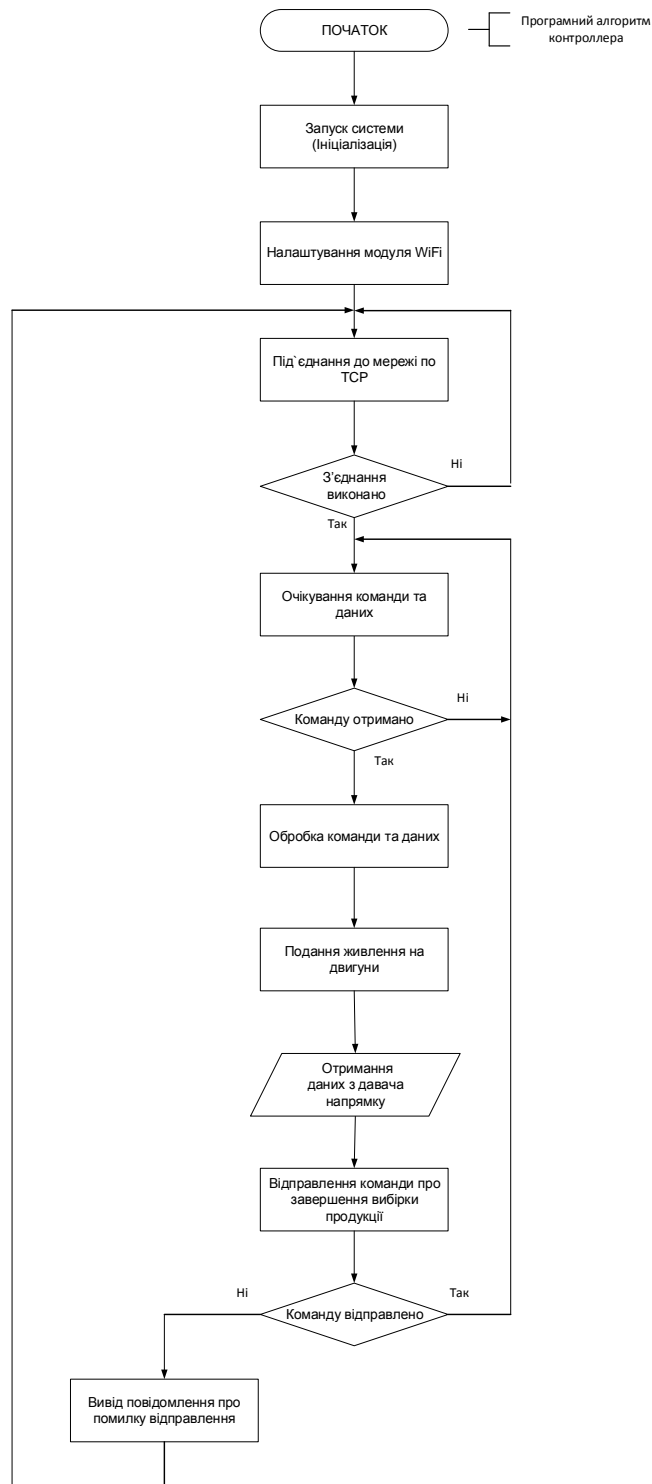 ПОЧАТОК
Програмний алгоритм
контроллера
Запуск системи
(Ініціалізація)
Налаштування модуля WiFi
Під`єднання до мережі по
TCP
З'єднання
виконано
Ні
Так
Очікування команди та
даних
Команду отримано
Ні
Так
Обробка команди та даних
Подання живлення на
двигуни
Отримання
даних з давача
напрямку
Відправлення команди про
завершення вибірки
продукції
Ні
Команду відправлено
Так
Вивід повідомлення про
помилку відправлення